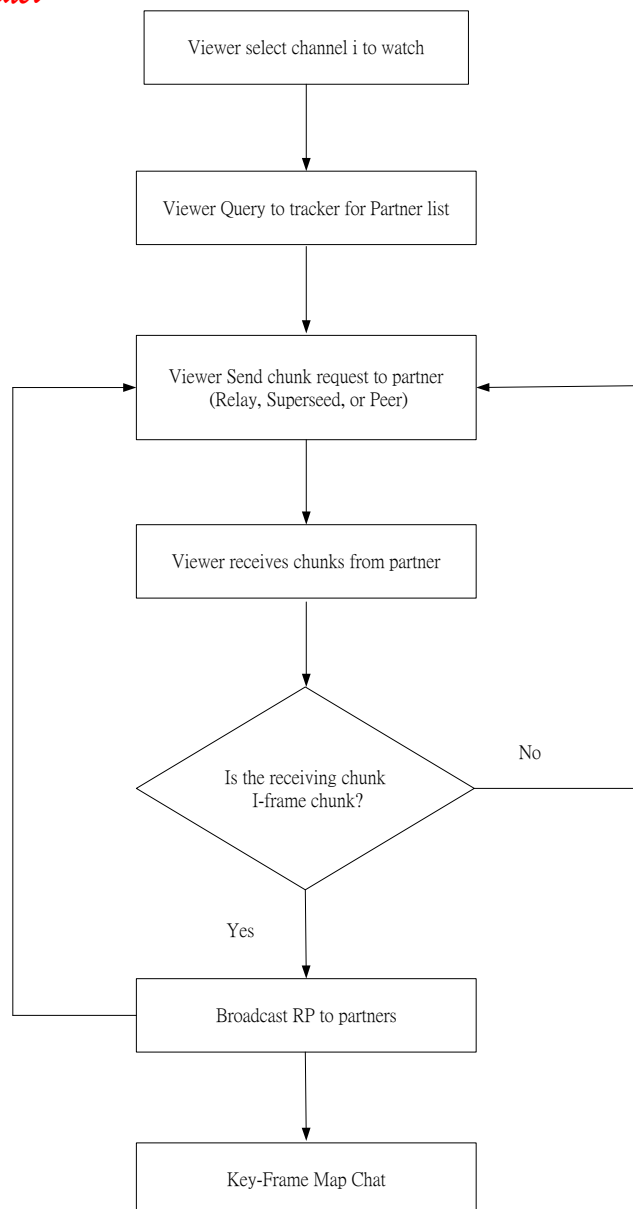 Viewer select channel i to watch
Viewer Query to tracker for Partner list
Viewer Send chunk request to partner
(Relay, Superseed, or Peer)
Viewer receives chunks from partner
Is the receiving chunk
I-frame chunk?
No
Yes
Broadcast RP to partners
Key-Frame Map Chat